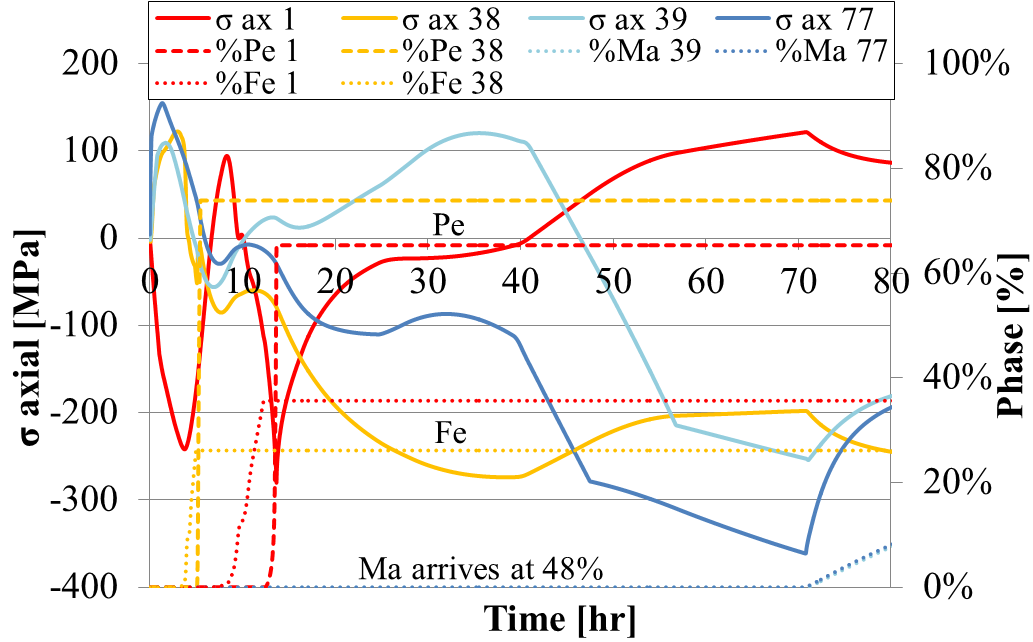 σ ax 1 σ ax 38 σ ax 39 σ ax 77
%Pe 1 %Pe 38 %Ma 39 %Ma 77
%Fe 1 %Fe 38
200 100%
100 80%
Pe
0
0 10 20 30 40 50 60 70 80
60%
-100
40%
-200
Fe
20%
-300
Ma arrives at 48%
-400 0%
σ axial [MPa]
Phase [%]
Time [hr]